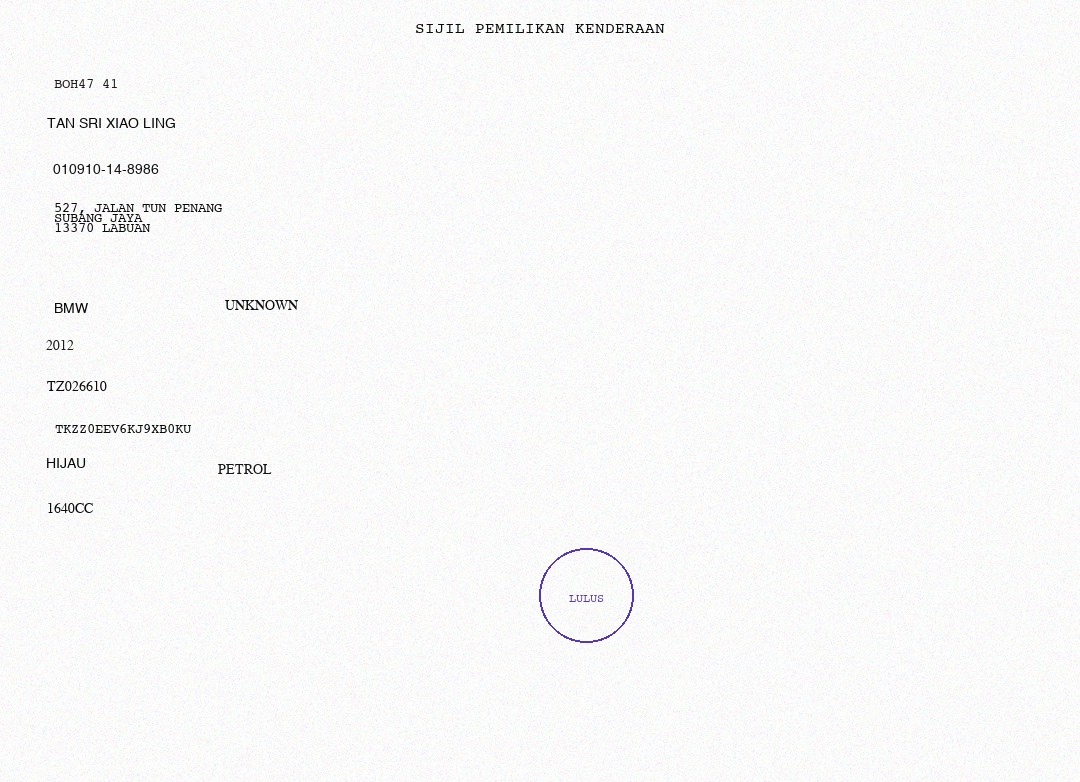 SIJIL PEMILIKAN KENDERAAN
BOH47 41
TAN SRI XIAO LING
010910-14-8986
527, JALAN TUN PENANG
SUBANG JAYA
13370 LABUAN
BMW UNKNOWN
2012
TZ026610
TKZZ0EEV6KJ9XB0KU
HIJAU PETROL
1640CC
LULUS